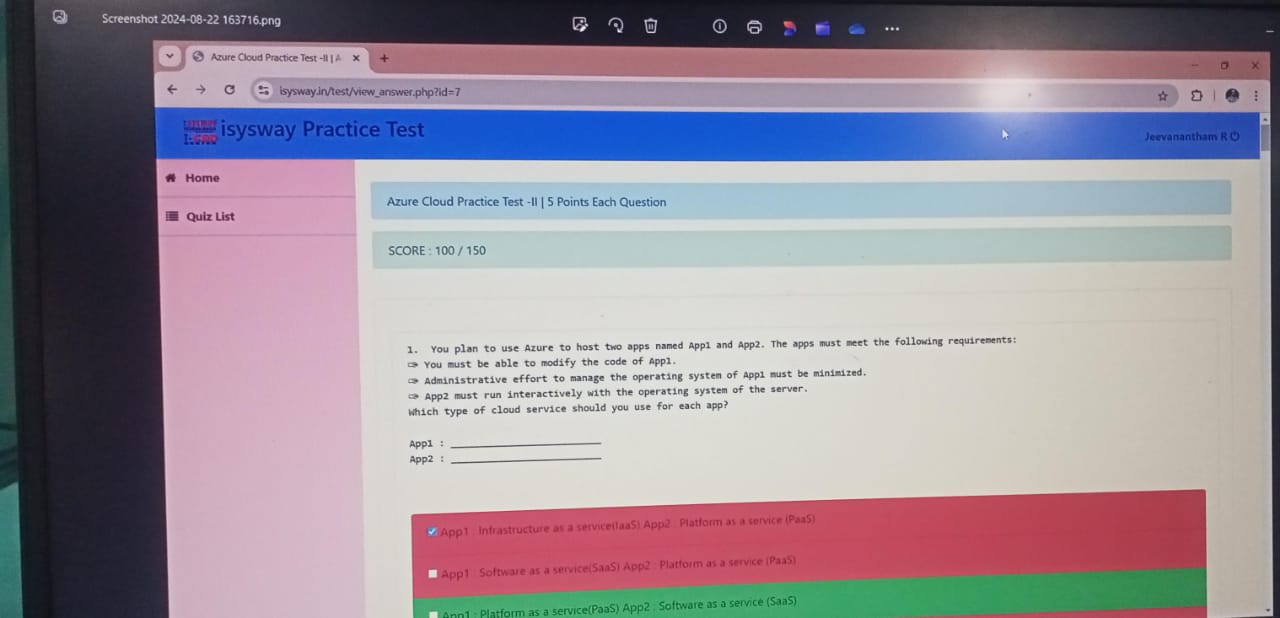 Screenshot 2024-08-22 163716.png
Azure Cloud Practice Test -II | A
isysway.in/test/view_answer.php?id=7
isysway Practice Test
Jeevanantham R
Home
Quiz List
Azure Cloud Practice Test -II | 5 Points Each Question
SCORE : 100 / 150
1. You plan to use Azure to host two apps named App1 and App2. The apps must meet the following requirements:
⇨ You must be able to modify the code of App1.
⇨ Administrative effort to manage the operating system of App1 must be minimized.
⇨ App2 must run interactively with the operating system of the server.
Which type of cloud service should you use for each app?
App1 : ________________________
App2 : ________________________
App1 : Infrastructure as a service(IaaS) App2 : Platform as a service (PaaS)
App1 : Software as a service(SaaS) App2 : Platform as a service (PaaS)
App1 : Platform as a service(PaaS) App2 : Software as a service (SaaS)